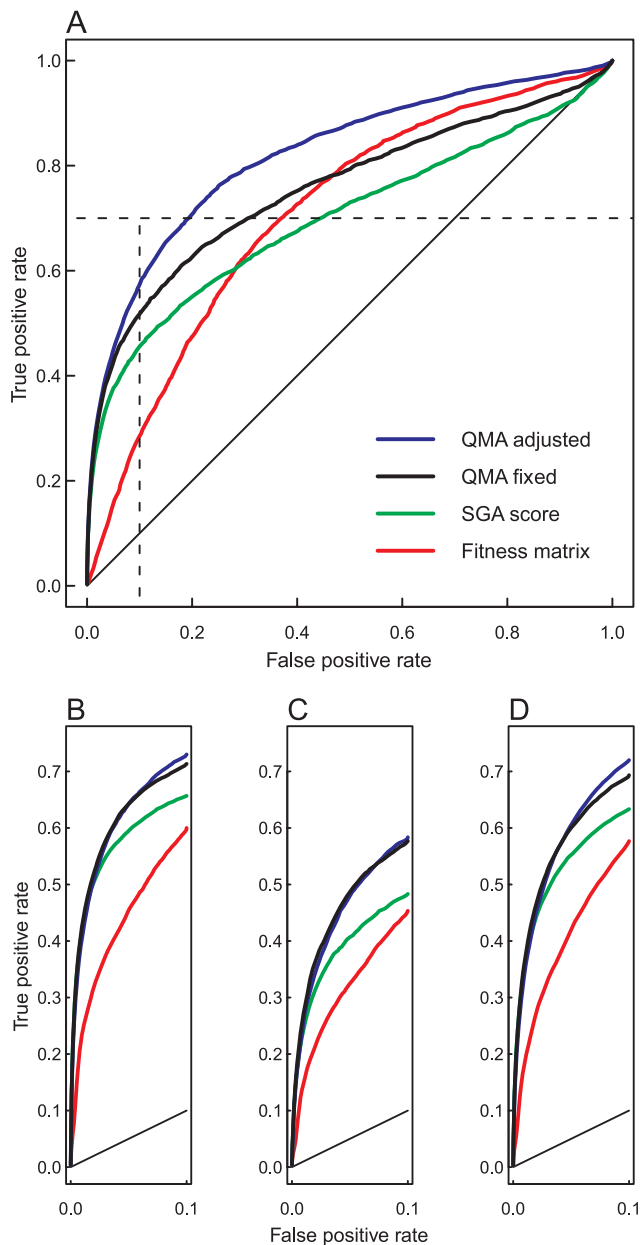 A
1.0
0.8
0.6
0.4
0.2
0.0
True positive rate
QMA adjusted
QMA fixed
SGA score
Fitness matrix
0.0 0.2 0.4 0.6 0.8 1.0
False positive rate
B C D
0.7 0.7 0.7
0.6 0.6 0.6
0.5 0.5 0.5
0.4 0.4 0.4
0.3 0.3 0.3
0.2 0.2 0.2
0.1 0.1 0.1
0.0 0.0 0.0
True positive rate
0.0 0.1 0.0 0.1 0.0 0.1
False positive rate